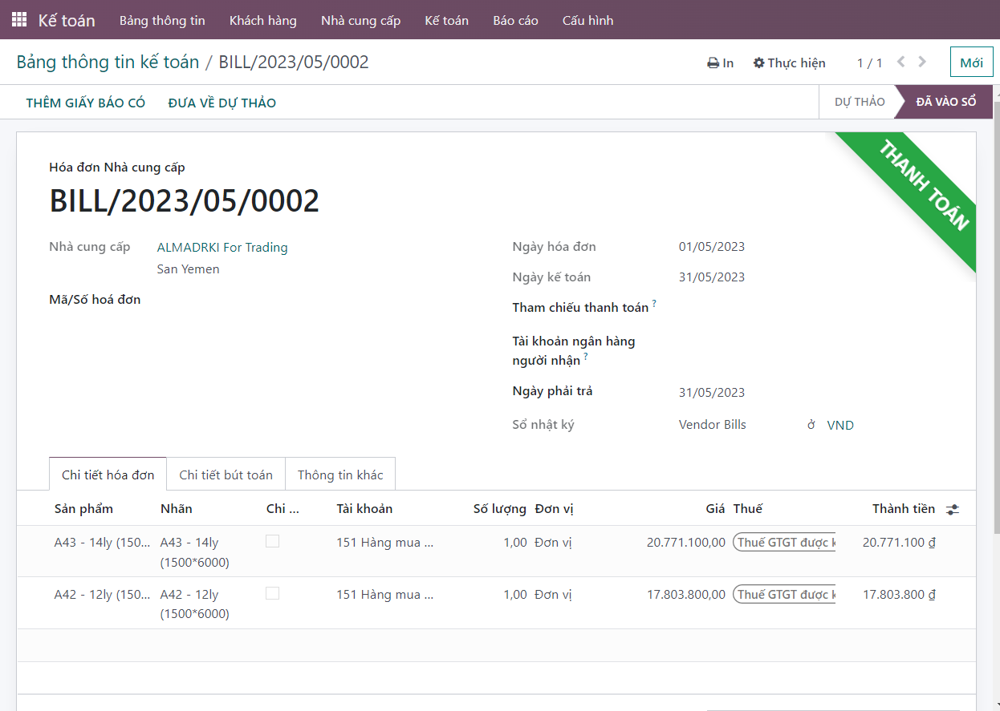 Kế toán Bảng thông tin Khách hàng Nhà cung cấp Kế toán Báo cáo Cấu hình
Bảng thông tin kế toán / BILL/2023/05/0002 In Thực hiện 1 / 1 Mới
THÊM GIẤY BÁO CÓ ĐƯA VỀ DỰ THẢO DỰ THẢO ĐÃ VÀO SỔ
THANH TOÁN
Hóa đơn Nhà cung cấp
BILL/2023/05/0002
Nhà cung cấp ALMADRKI For Trading
San Yemen
Mã/Số hoá đơn
Ngày hóa đơn 01/05/2023
Ngày kế toán 31/05/2023
Tham chiếu thanh toán ?
Tài khoản ngân hàng
người nhận ?
Ngày phải trả 31/05/2023
Sổ nhật ký Vendor Bills ở VND
Chi tiết hóa đơn Chi tiết bút toán Thông tin khác
Sản phẩm Nhãn Chi ... Tài khoản Số lượng Đơn vị Giá Thuế Thành tiền
A43 - 14ly (150... A43 - 14ly 151 Hàng mua ... 1,00 Đơn vị 20.771.100,00 Thuế GTGT được 20.771.100 ₫
(1500*6000)
A42 - 12ly (150... A42 - 12ly 151 Hàng mua ... 1,00 Đơn vị 17.803.800,00 Thuế GTGT được 17.803.800 ₫
(1500*6000)